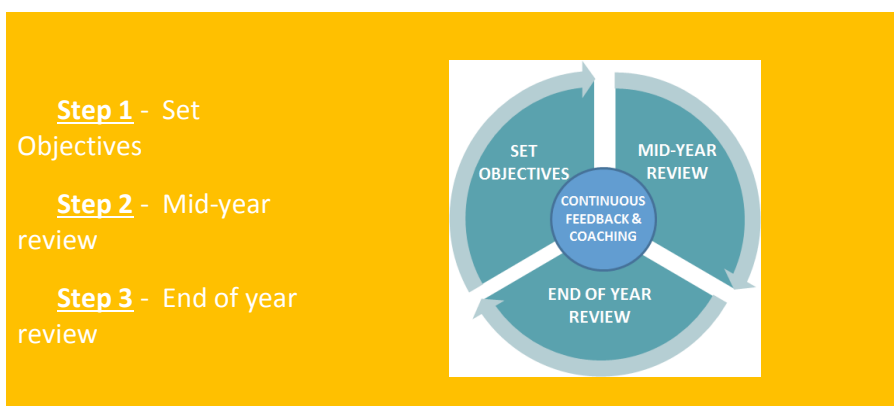 Step 1 - Set
Objectives
Step 2 - Mid-year
review
Step 3 - End of year
review
SET
OBJECTIVES
MID-YEAR
REVIEW
CONTINUOUS
FEEDBACK &
COACHING
END OF YEAR
REVIEW